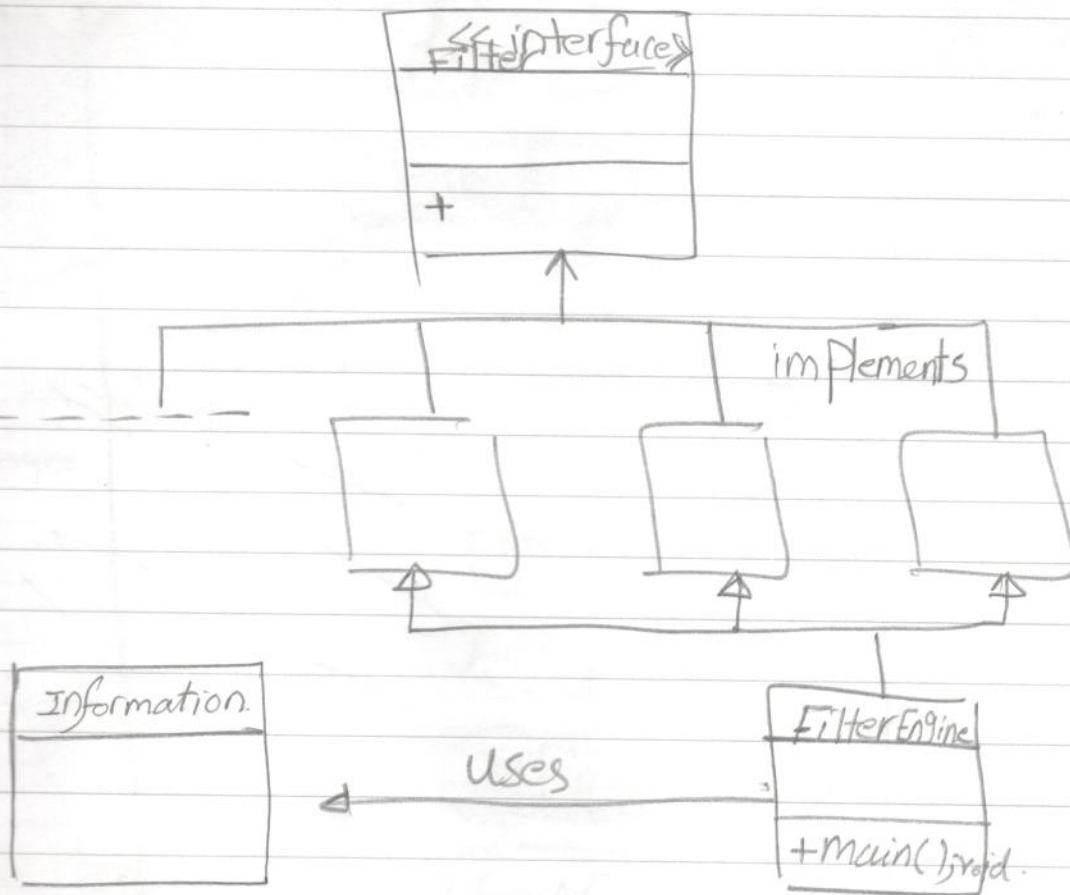 <<interface>>
Filter
+
implements
Information.
uses
FilterEngine
+main();void.